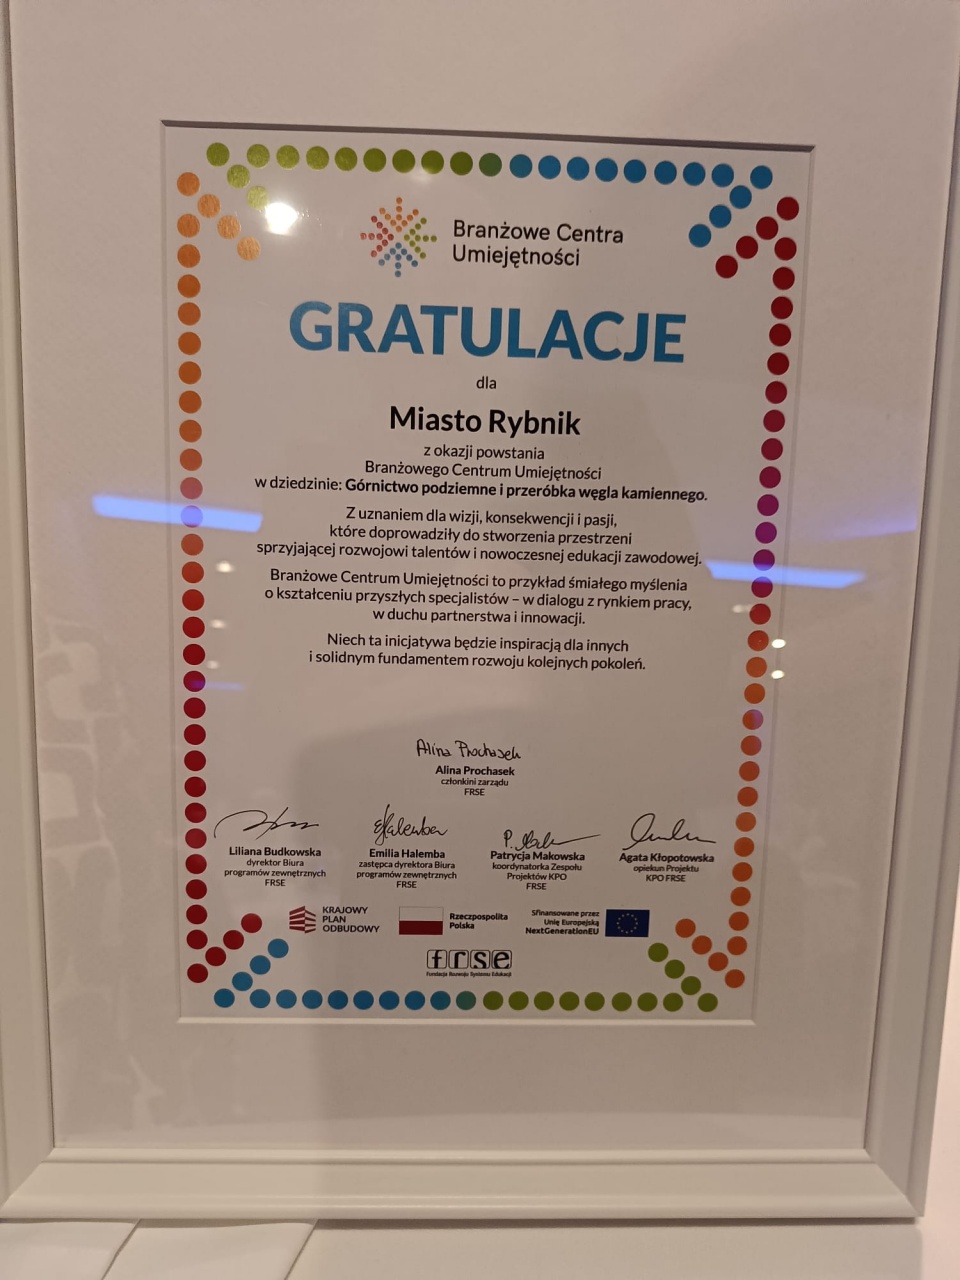 Branżowe Centra
Umiejętności
GRATULACJE
dla
Miasto Rybnik
z okazji powstania
Branżowego Centrum Umiejętności
w dziedzinie: Górnictwo podziemne i przeróbka węgla kamiennego.
Z uznaniem dla wizji, konsekwencji i pasji,
które doprowadziły do stworzenia przestrzeni
sprzyjającej rozwojowi talentów i nowoczesnej edukacji zawodowej.
Branżowe Centrum Umiejętności to przykład śmiałego myślenia
o kształceniu przyszłych specjalistów – w dialogu z rynkiem pracy,
w duchu partnerstwa i innowacji.
Niech ta inicjatywa będzie inspiracją dla innych
i solidnym fundamentem rozwoju kolejnych pokoleń.
Alina Prochasek
Alina Prochasek
członkini zarządu
FRSE
Liliana Budkowska
dyrektor Biura
programów zewnętrznych
FRSE
EHalemba
Emilia Halemba
zastępca dyrektora Biura
programów zewnętrznych
FRSE
Patrycja Makowska
koordynatorka Zespołu
Projektów KPO
FRSE
Agata Kłopotowska
opiekun Projektu
KPO FRSE
KRAJOWY
PLAN
ODBUDOWY
Rzeczpospolita
Polska
Sfinansowane przez
Unię Europejską
NextGenerationEU
frse
Fundacja Rozwoju Systemu Edukacji